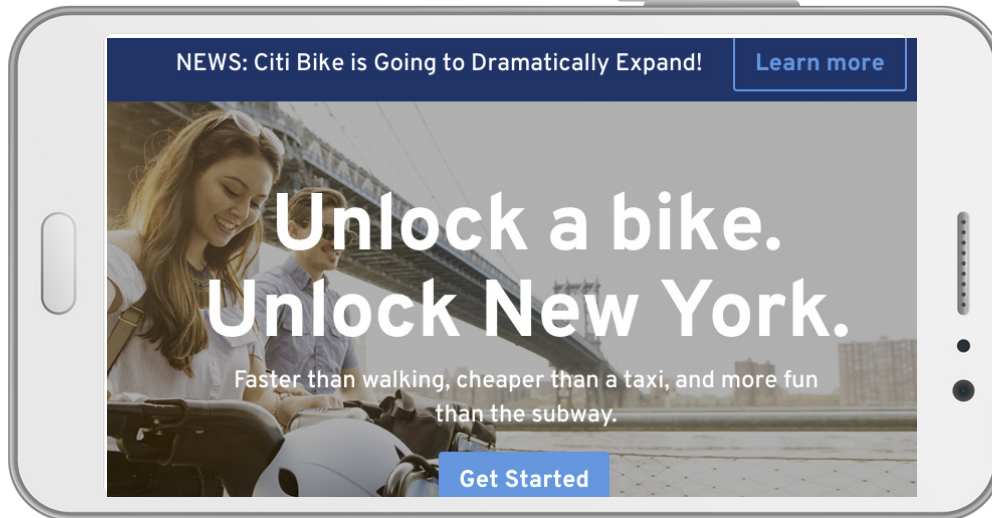 NEWS: Citi Bike is Going to Dramatically Expand!
Learn more
Unlock a bike.
Unlock New York.
Faster than walking, cheaper than a taxi, and more fun
than the subway.
Get Started